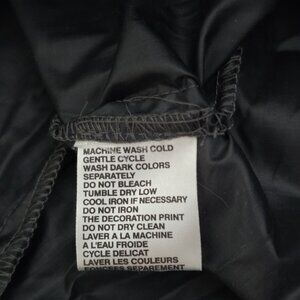 MACHINE WASH COLD
GENTLE CYCLE
WASH DARK COLORS
SEPARATELY
DO NOT BLEACH
TUMBLE DRY LOW
COOL IRON IF NECESSARY
DO NOT IRON
THE DECORATION PRINT
DO NOT DRY CLEAN
LAVER A LA MACHINE
A L'EAU FROIDE
CYCLE DELICAT
LAVER LES COULEURS
FONCEES SEPAREMENT